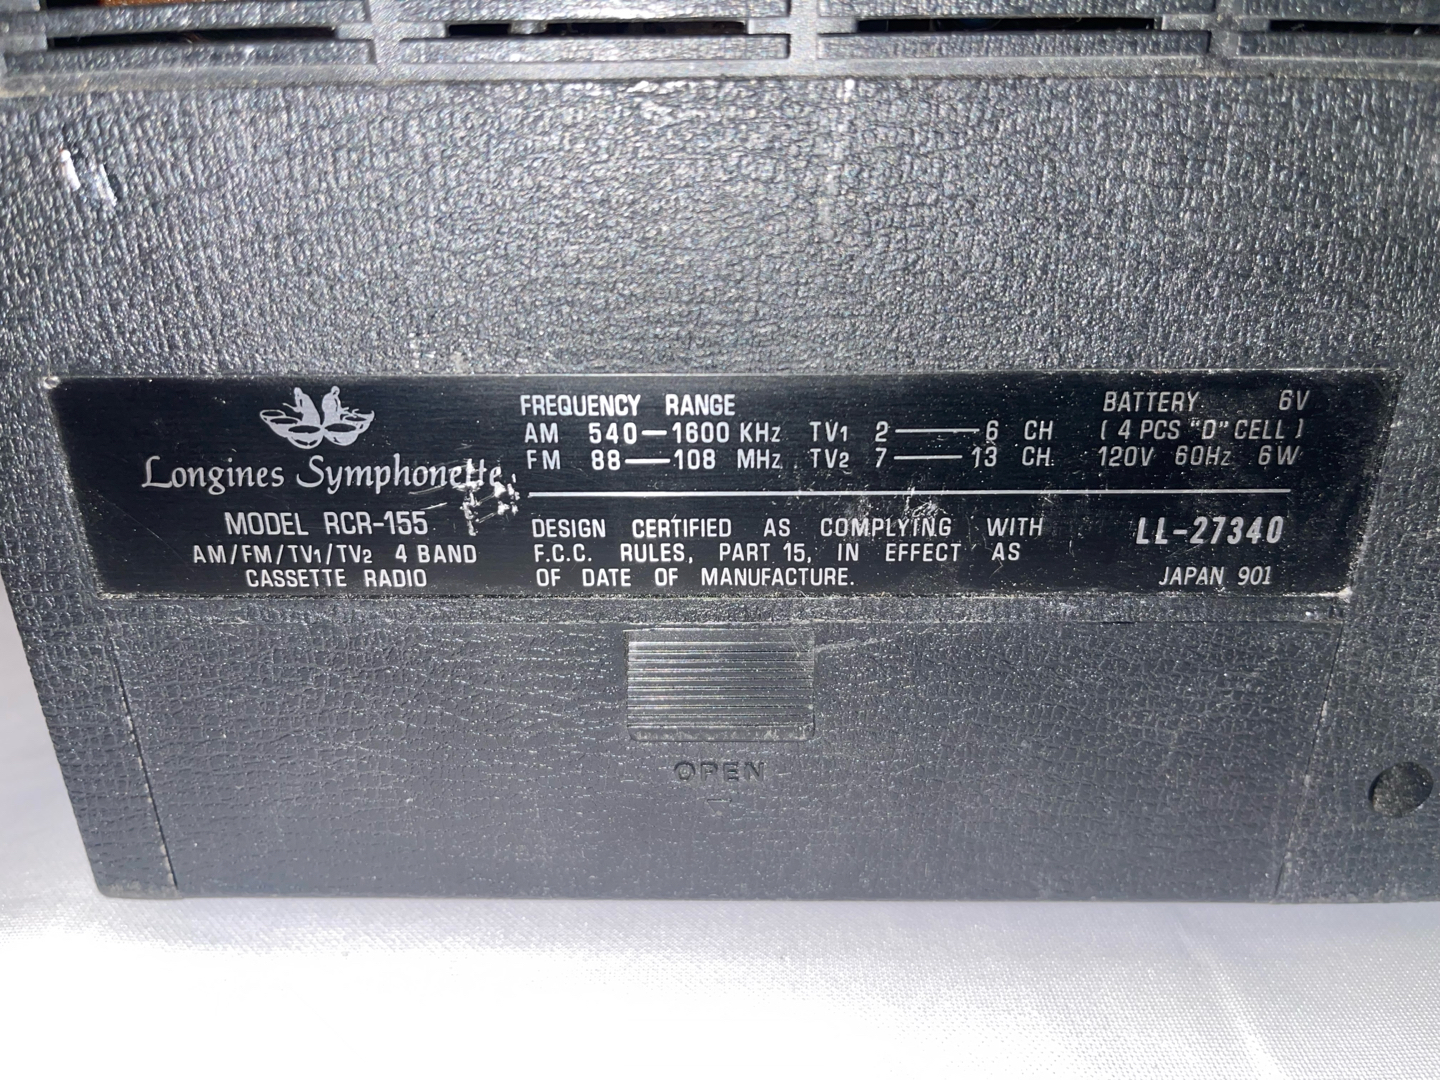 Longines Symphonette
MODEL RCR-155
AM/FM/TV1/TV2 4 BAND
CASSETTE RADIO
FREQUENCY RANGE
AM 540—1600 KHz TV1 2——6 CH
FM 88—108 MHz TV2 7——13 CH.
BATTERY 6V
( 4 PCS "D" CELL )
120V 60Hz 6W
DESIGN CERTIFIED AS COMPLYING WITH
F.C.C. RULES, PART 15, IN EFFECT AS
OF DATE OF MANUFACTURE.
LL-27340
JAPAN 901
OPEN